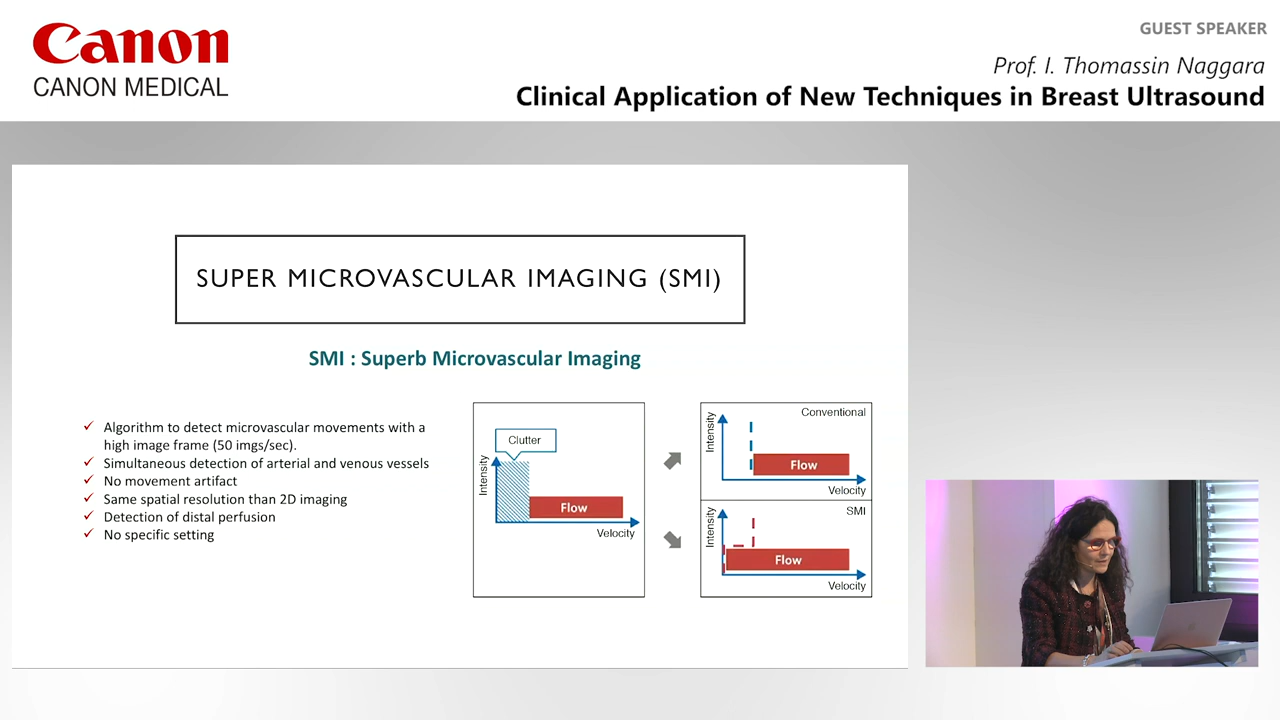 Canon
CANON MEDICAL
GUEST SPEAKER
Prof. I. Thomassin Naggara
Clinical Application of New Techniques in Breast Ultrasound
SUPER MICROVASCULAR IMAGING (SMI)
SMI : Superb Microvascular Imaging
✓ Algorithm to detect microvascular movements with a
high image frame (50 imgs/sec).
✓ Simultaneous detection of arterial and venous vessels
✓ No movement artifact
✓ Same spatial resolution than 2D imaging
✓ Detection of distal perfusion
✓ No specific setting
Clutter
Intensity
Flow
Velocity
Conventional
Intensity
Flow
Velocity
SMI
Intensity
Flow
Velocity